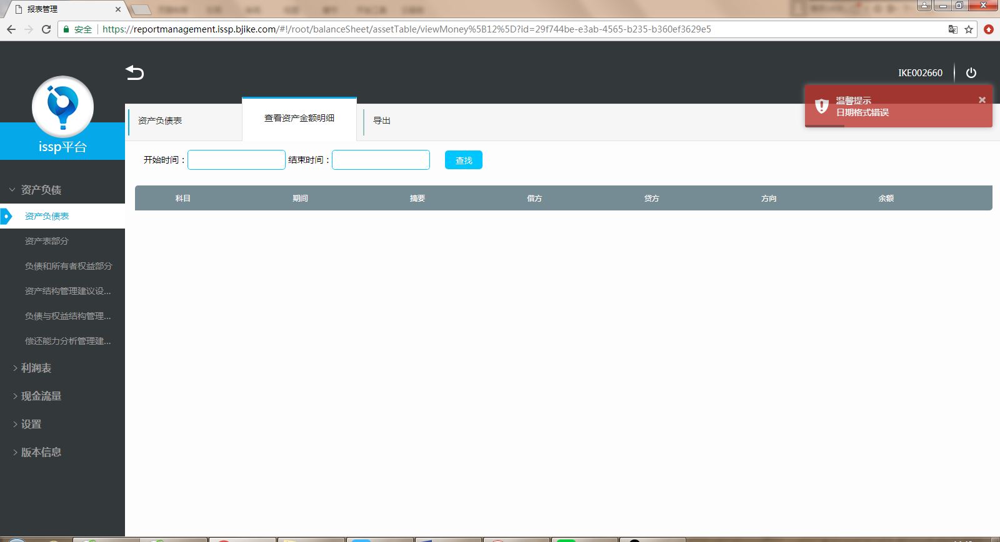 报表管理
安全
https://reportmanagement.issp.bjike.com/#!/root/balanceSheet/assetTable/viewMoney%5B12%5D?id=29f744be-e3ab-4565-b235-b360ef3629e5
IKE002660
温馨提示
日期格式错误
issp平台
资产负债表
查看资产金额明细
导出
开始时间：
结束时间：
查找
科目 期间 摘要 借方 贷方 方向 余额
资产负债
资产负债表
资产表部分
负债和所有者权益部分
资产结构管理建议设...
负债与权益结构管理...
偿还能力分析管理建...
利润表
现金流量
设置
版本信息